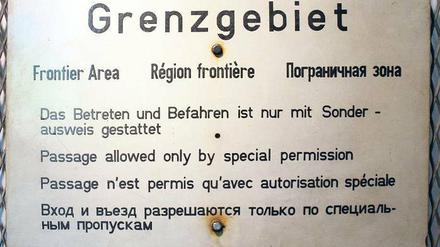 Grenzgebiet
Frontier Area Région frontière Пограничная зона
Das Betreten und Befahren ist nur mit Sonder -
ausweis gestattet
Passage allowed only by special permission
Passage n'est permis qu'avec autorisation spéciale
Вход и въезд разрешаются только по специаль-
ным пропускам